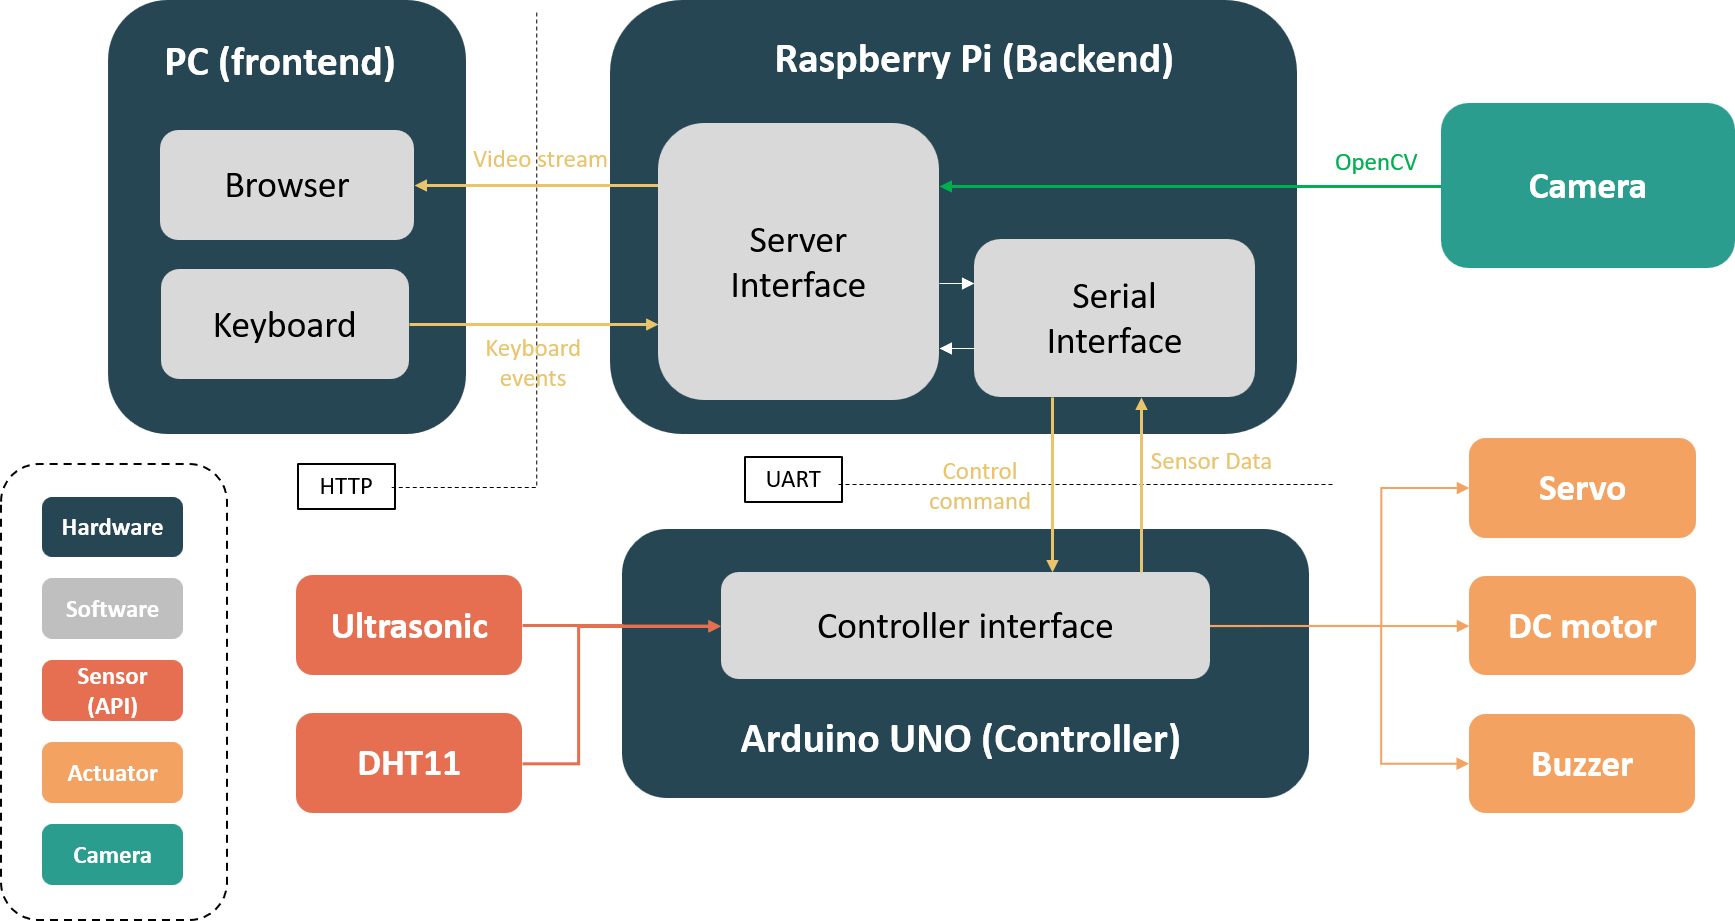 PC (frontend)
Browser
Keyboard
Video stream
Keyboard
events
HTTP
Raspberry Pi (Backend)
Server
Interface
Serial
Interface
OpenCV
Camera
UART
Control
command
Sensor Data
Hardware
Software
Sensor
(API)
Actuator
Camera
Ultrasonic
DHT11
Controller interface
Arduino UNO (Controller)
Servo
DC motor
Buzzer